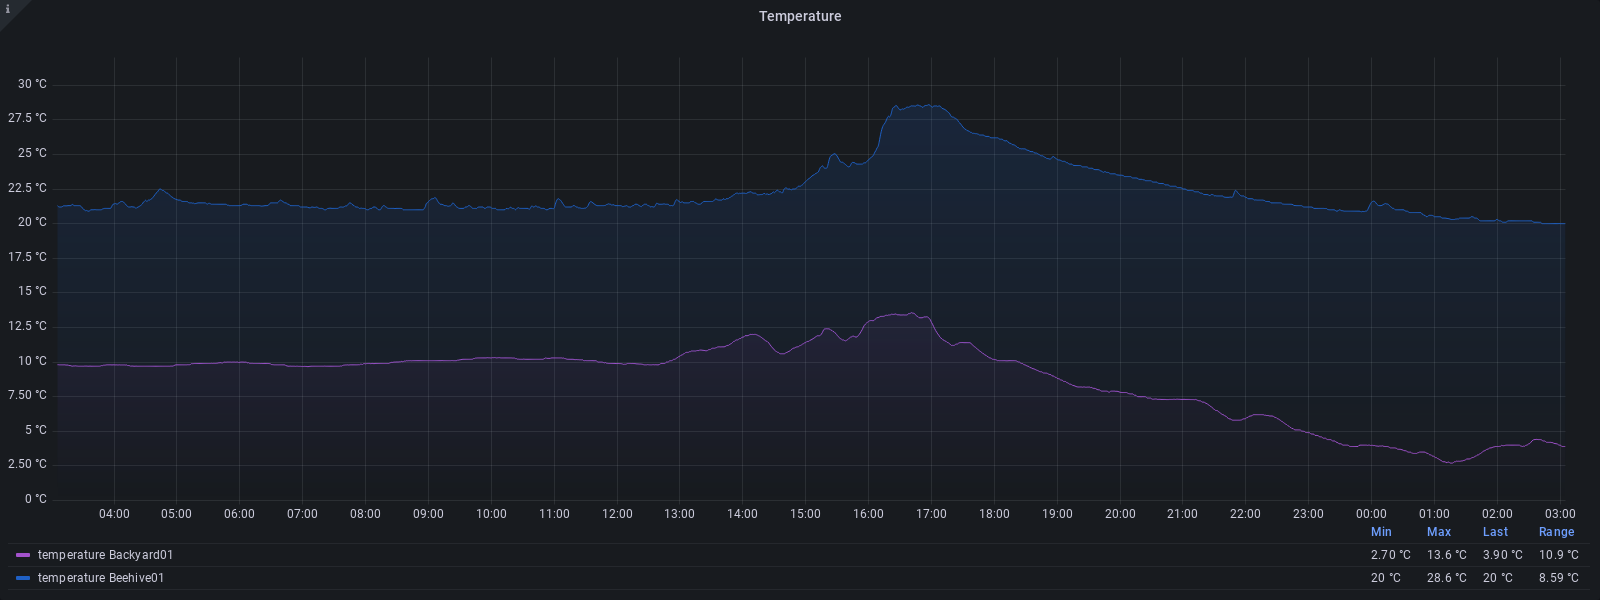 i
Temperature
30 °C
27.5 °C
25 °C
22.5 °C
20 °C
17.5 °C
15 °C
12.5 °C
10 °C
7.50 °C
5 °C
2.50 °C
0 °C
04:00 05:00 06:00 07:00 08:00 09:00 10:00 11:00 12:00 13:00 14:00 15:00 16:00 17:00 18:00 19:00 20:00 21:00 22:00 23:00 00:00 01:00 02:00 03:00
Min Max Last Range
temperature Backyard01 2.70 °C 13.6 °C 3.90 °C 10.9 °C
temperature Beehive01 20 °C 28.6 °C 20 °C 8.59 °C